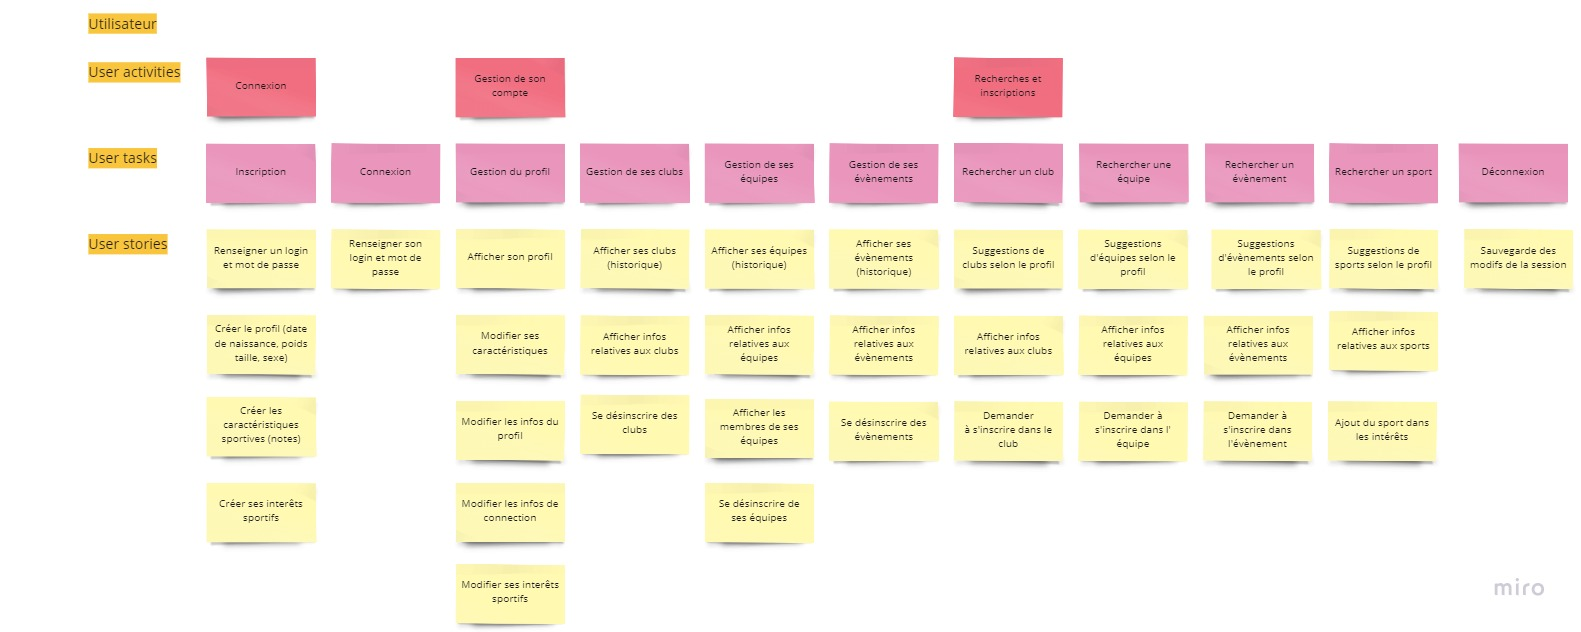 Utilisateur
User activities
Connexion
Gestion de son
compte
Recherches et
inscriptions
User tasks
Inscription
Connexion
Gestion du profil
Gestion de ses clubs
Gestion de ses
équipes
Gestion de ses
évènements
Rechercher un club
Rechercher une
équipe
Rechercher un
évènement
Rechercher un sport
Déconnexion
User stories
Renseigner un login
et mot de passe
Renseigner son
login et mot de
passe
Afficher son profil
Afficher ses clubs
(historique)
Afficher ses équipes
(historique)
Afficher ses
évènements
(historique)
Suggestions de
clubs selon le profil
Suggestions
d'équipes selon le
profil
Suggestions
d'évènements selon
le profil
Suggestions de
sports selon le profil
Sauvegarde des
modifs de la session
Créer le profil (date
de naissance, poids
taille, sexe)
Modifier ses
caractéristiques
Afficher infos
relatives aux clubs
Afficher infos
relatives aux
équipes
Afficher infos
relatives aux
évènements
Afficher infos
relatives aux clubs
Afficher infos
relatives aux
équipes
Afficher infos
relatives aux
évènements
Afficher infos
relatives aux sports
Créer les
caractéristiques
sportives (notes)
Modifier les infos du
profil
Se désinscrire des
clubs
Afficher les
membres de ses
équipes
Se désinscrire des
évènements
Demander
à s'inscrire dans le
club
Demander à
s'inscrire dans l'
équipe
Demander à
s'inscrire dans
l'évènement
Ajout du sport dans
les intérêts
Créer ses interêts
sportifs
Modifier les infos de
connection
Se désinscrire de
ses équipes
Modifier ses interêts
sportifs
miro